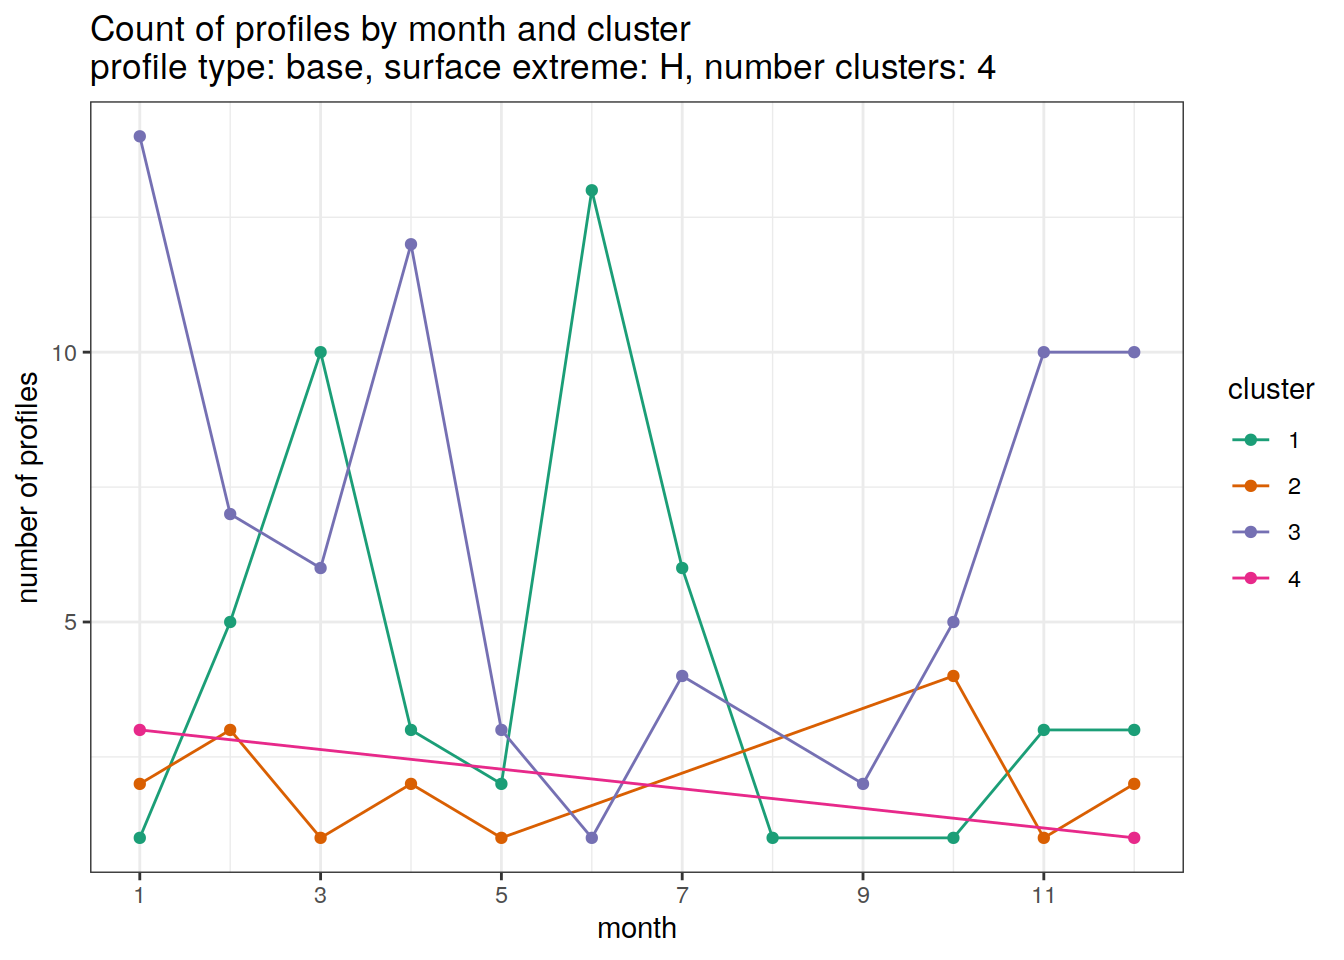 Count of profiles by month and cluster
profile type: base, surface extreme: H, number clusters: 4
10
5
number of profiles
1 3 5 7 9 11
month
cluster
1
2
3
4